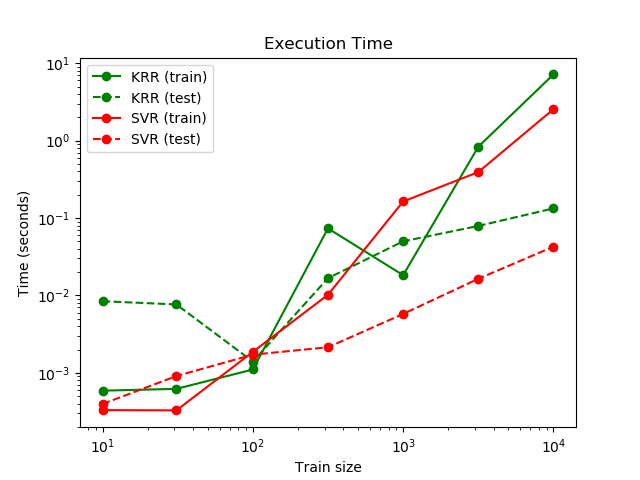 Execution Time
KRR (train)
KRR (test)
SVR (train)
SVR (test)
Time (seconds)
10¹
10⁰
10⁻¹
10⁻²
10⁻³
10¹
10²
10³
10⁴
Train size